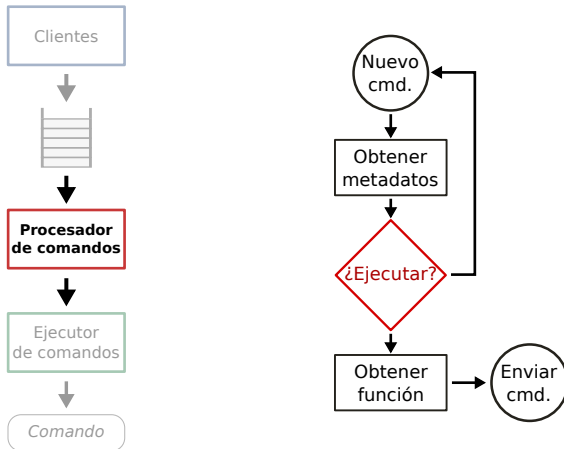 Clientes
Procesador
de comandos
Ejecutor
de comandos
Comando
Nuevo
cmd.
Obtener
metadatos
¿Ejecutar?
Obtener
función
Enviar
cmd.